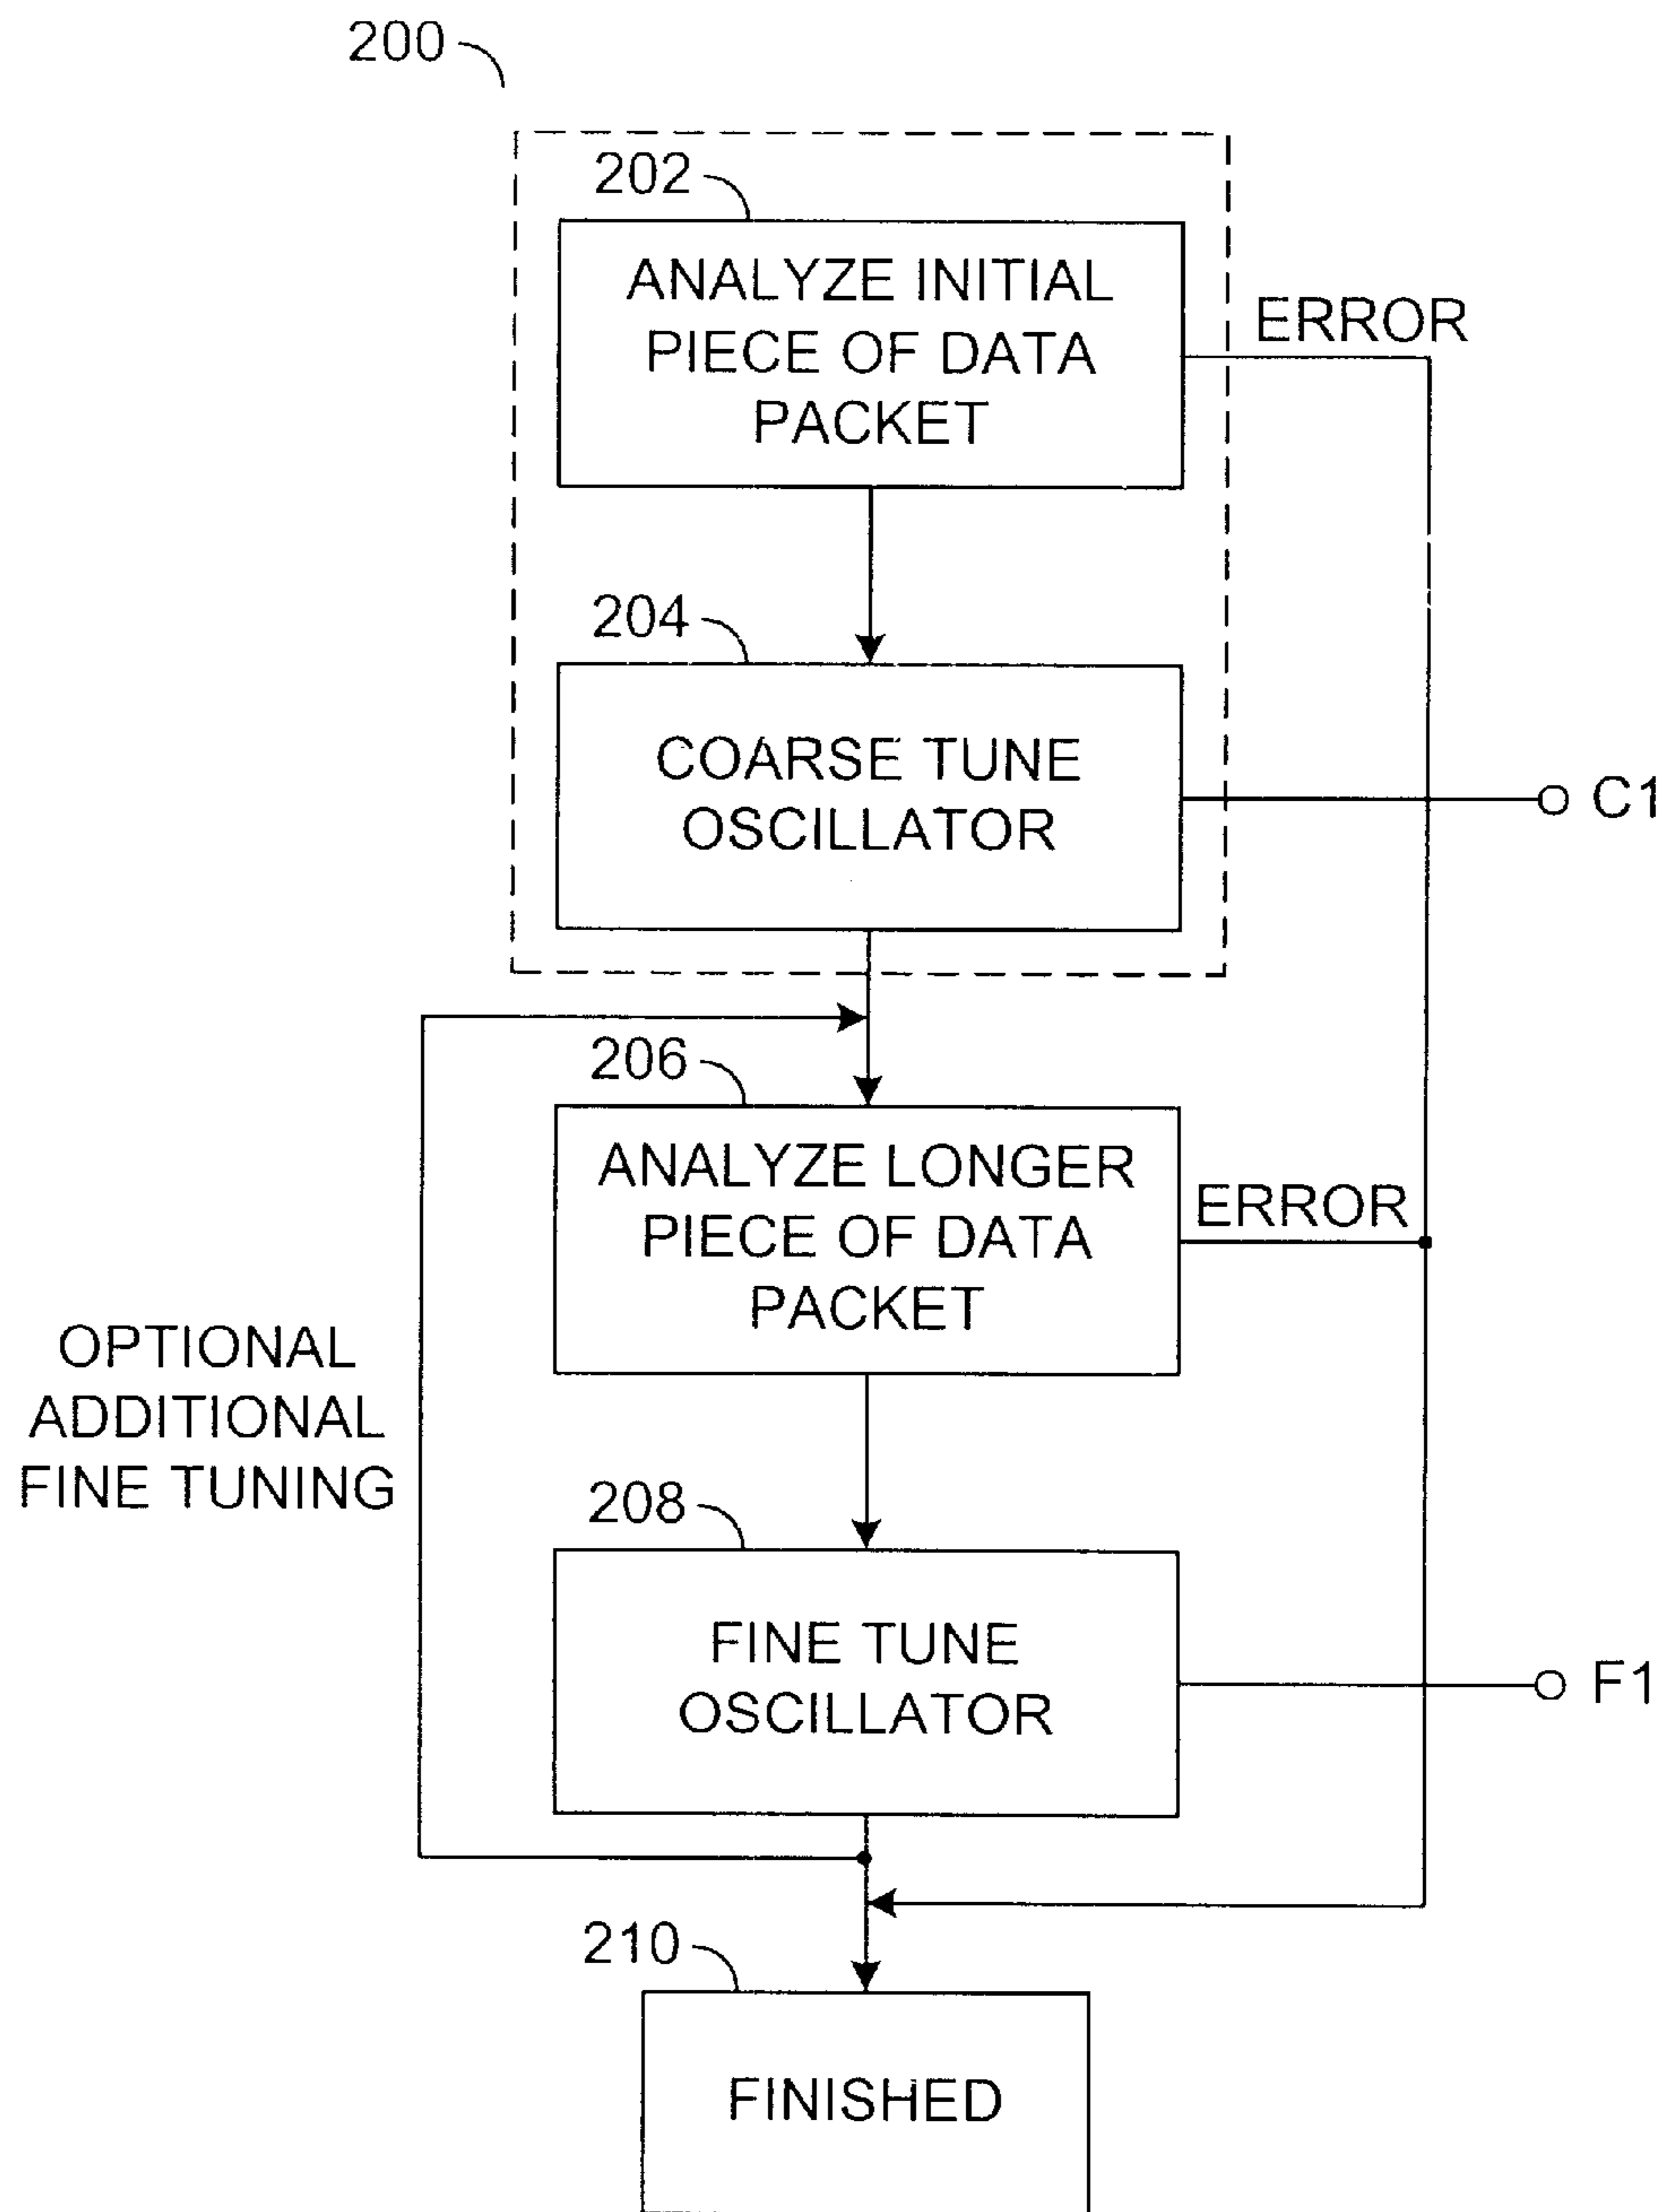 200
202
ANALYZE INITIAL
PIECE OF DATA
PACKET
ERROR
204
COARSE TUNE
OSCILLATOR
C1
206
ANALYZE LONGER
PIECE OF DATA
PACKET
ERROR
OPTIONAL
ADDITIONAL
FINE TUNING
208
FINE TUNE
OSCILLATOR
F1
210
FINISHED